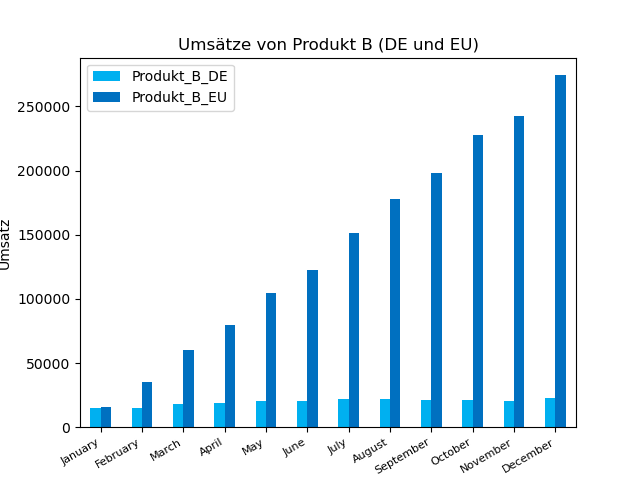 Umsätze von Produkt B (DE und EU)
Produkt_B_DE
Produkt_B_EU
250000
200000
150000
100000
50000
0
Umsatz
January
February
March
April
May
June
July
August
September
October
November
December